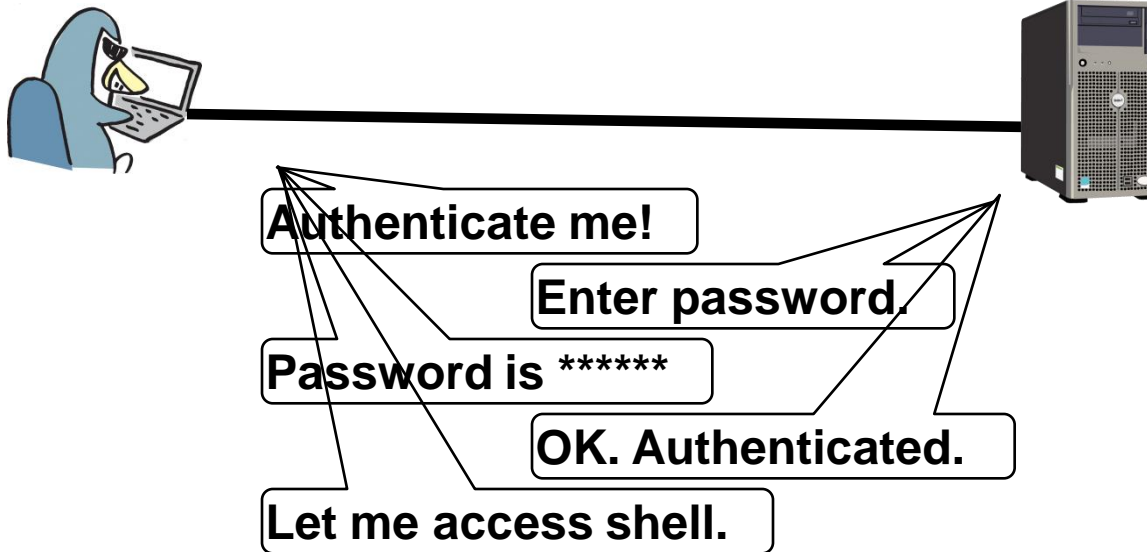 Authenticate me!
Enter password.
Password is ******
OK. Authenticated.
Let me access shell.